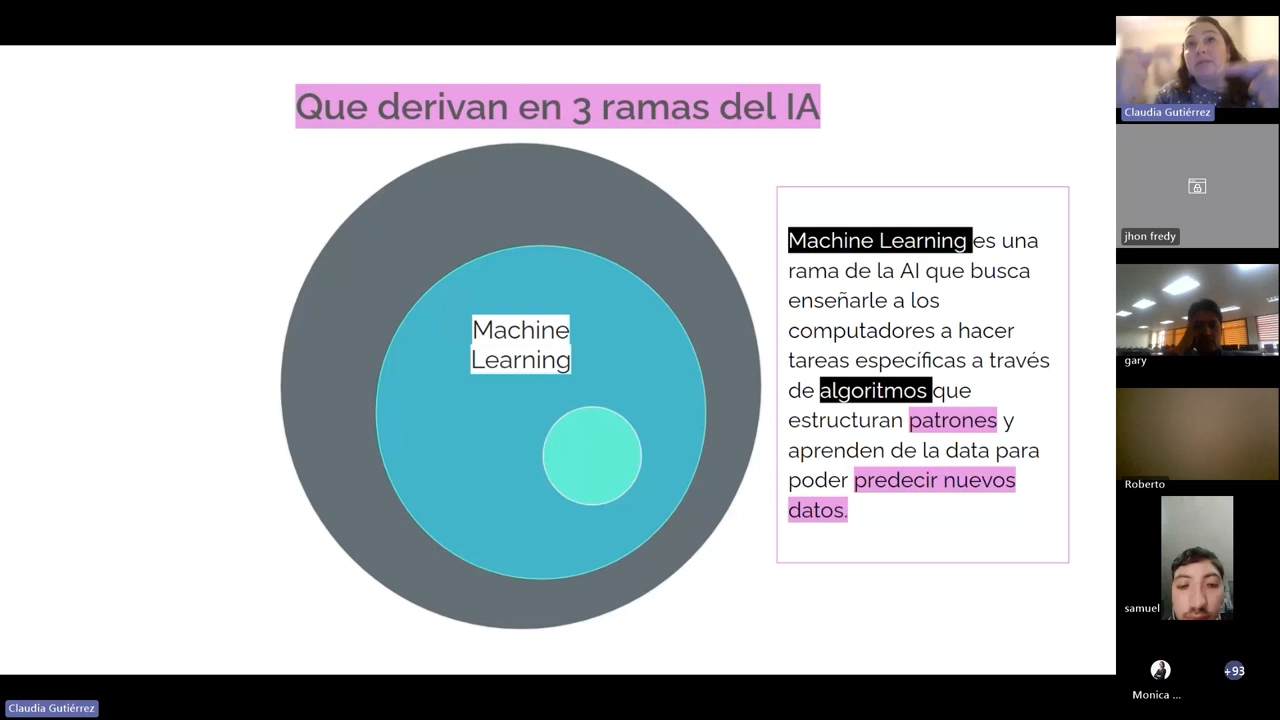 Que derivan en 3 ramas del IA
Machine
Learning
Machine Learning es una
rama de la AI que busca
enseñarle a los
computadores a hacer
tareas específicas a través
de algoritmos que
estructuran patrones y
aprenden de la data para
poder predecir nuevos
datos.
Claudia Gutiérrez
jhon fredy
gary
Roberto
samuel
Monica ...
+93
Claudia Gutiérrez